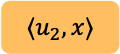 ⟨u₂, x⟩